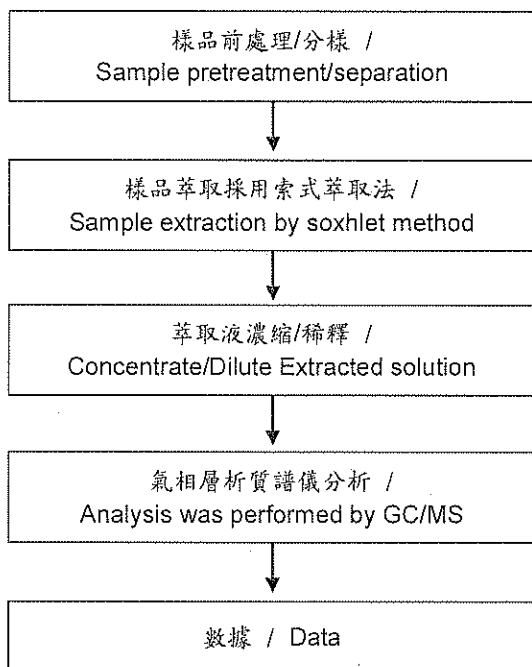 樣品前處理/分樣 /
Sample pretreatment/separation
樣品萃取採用索式萃取法 /
Sample extraction by soxhlet method
萃取液濃縮/稀釋 /
Concentrate/Dilute Extracted solution
氣相層析質譜儀分析 /
Analysis was performed by GC/MS
數據 / Data